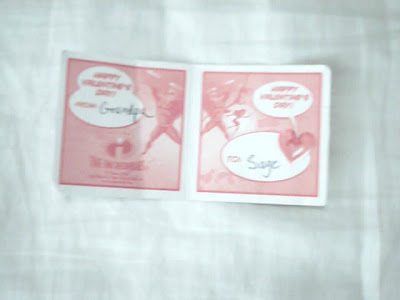 HAPPY
VALENTINE'S
DAY!
FROM: Grandpa
THE INCREDIBLES
HAPPY
VALENTINE'S
DAY!
TO: Sage